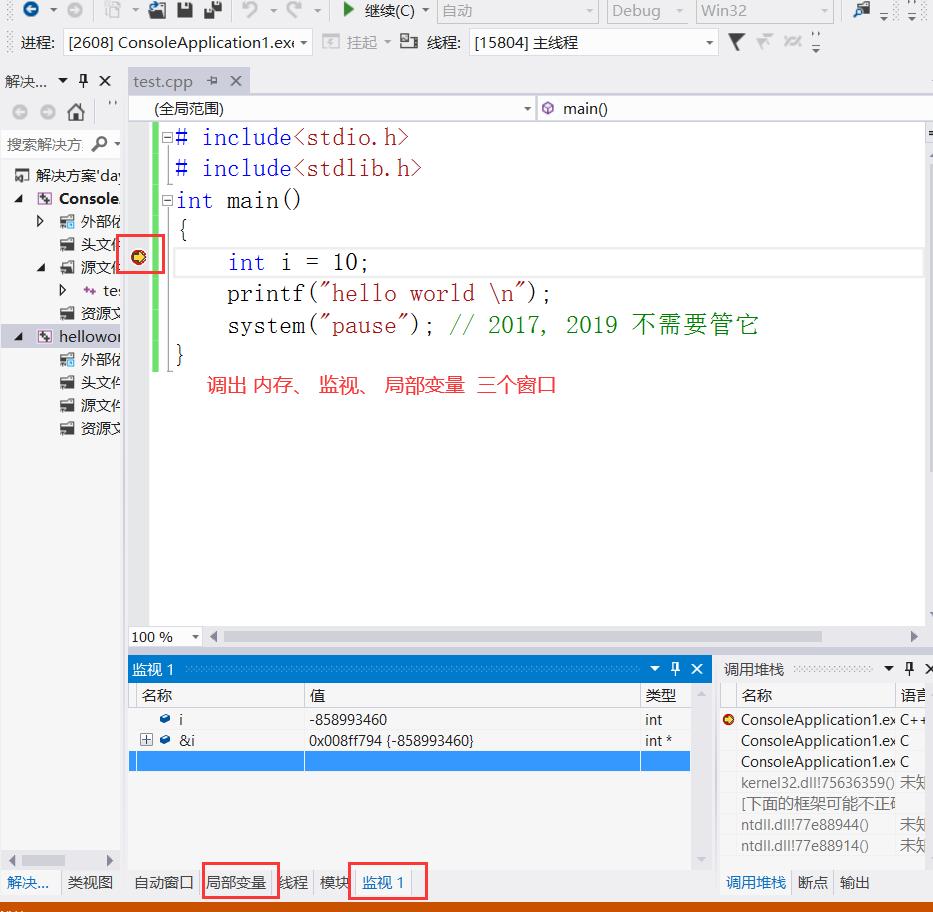 继续(C) 自动 Debug Win32
进程: [2608] ConsoleApplication1.exe 挂起 线程: [15804] 主线程
解决... test.cpp
(全局范围) main()
搜索解决方
解决方案'day
Console
外部依
头文件
源文件
tes
资源文
hellowor
外部依
头文件
源文件
资源文
# include<stdio.h>
# include<stdlib.h>
int main()
{
int i = 10;
printf("hello world \n");
system("pause"); // 2017, 2019 不需要管它
}
调出 内存、 监视、 局部变量 三个窗口
100 %
监视 1
名称 值 类型
i -858993460 int
&i 0x008ff794 {-858993460} int *
调用堆栈
名称 语言
ConsoleApplication1.ex C++
ConsoleApplication1.ex C
ConsoleApplication1.ex C
kernel32.dll!75636359() 未知
[下面的框架可能不正确
ntdll.dll!77e88944() 未知
ntdll.dll!77e88914() 未知
解决... 类视图 自动窗口 局部变量 线程 模块 监视 1 调用堆栈 断点 输出